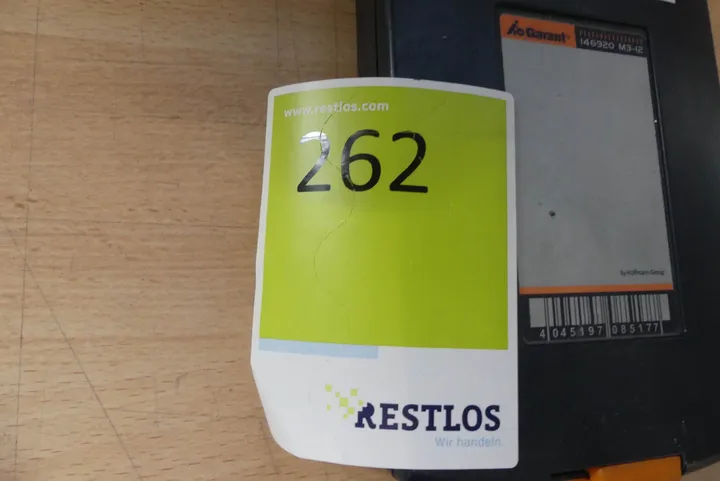 www.restlos.com
262
RESTLOS
Wir handeln.
Garant
146920 M3-12
by Hoffmann Group
4 045197 085177